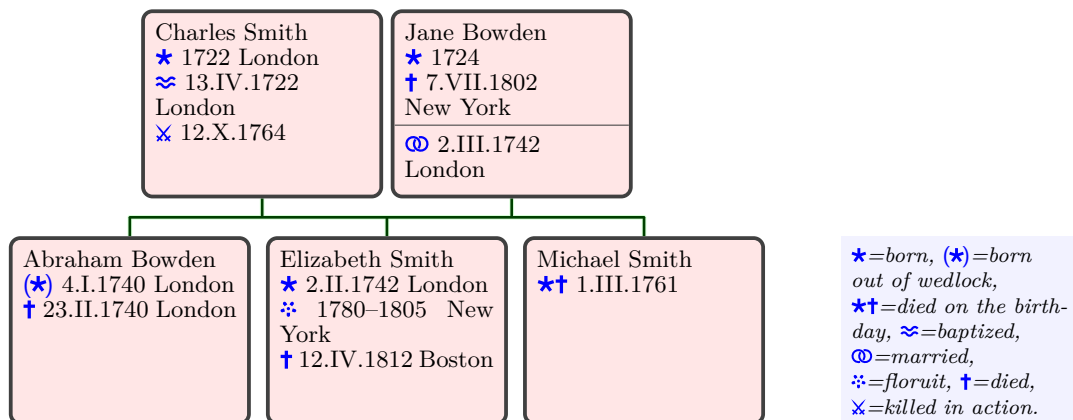 Charles Smith
* 1722 London
≈ 13.IV.1722
London
⚔ 12.X.1764
Jane Bowden
* 1724
† 7.VII.1802
New York
⚭ 2.III.1742
London
Abraham Bowden
(*) 4.I.1740 London
† 23.II.1740 London
Elizabeth Smith
* 2.II.1742 London
፨ 1780–1805 New
York
† 12.IV.1812 Boston
Michael Smith
*† 1.III.1761
*=born, (*)=born
out of wedlock,
*†=died on the birth-
day, ≈=baptized,
⚭=married,
፨=floruit, †=died,
⚔=killed in action.